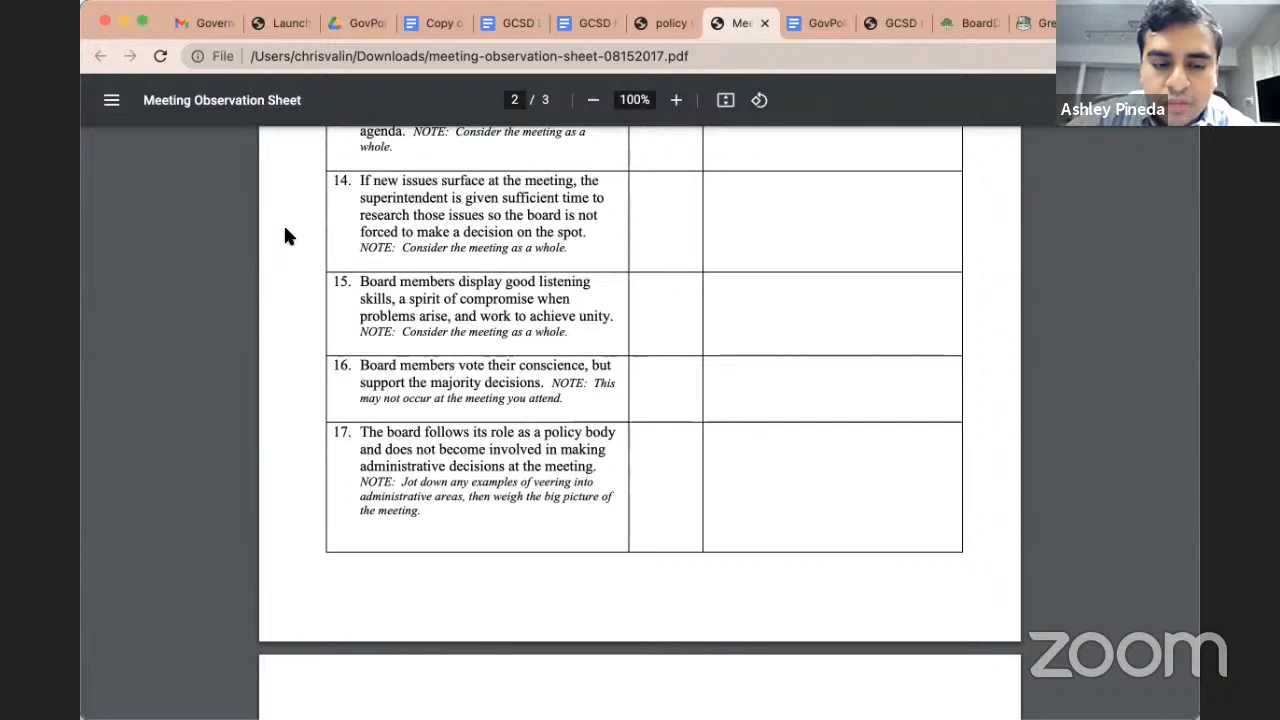 Govern
Launch
GovPol
Copy o
GCSD
GCSD
policy
Mee
GovPol
GCSD
BoardD
Gre
File
/Users/chrisvalin/Downloads/meeting-observation-sheet-08152017.pdf
Meeting Observation Sheet
2 / 3
100%
Ashley Pineda
agenda. NOTE: Consider the meeting as a
whole.
14. If new issues surface at the meeting, the
superintendent is given sufficient time to
research those issues so the board is not
forced to make a decision on the spot.
NOTE: Consider the meeting as a whole.
15. Board members display good listening
skills, a spirit of compromise when
problems arise, and work to achieve unity.
NOTE: Consider the meeting as a whole.
16. Board members vote their conscience, but
support the majority decisions. NOTE: This
may not occur at the meeting you attend.
17. The board follows its role as a policy body
and does not become involved in making
administrative decisions at the meeting.
NOTE: Jot down any examples of veering into
administrative areas, then weigh the big picture of
the meeting.
zoom